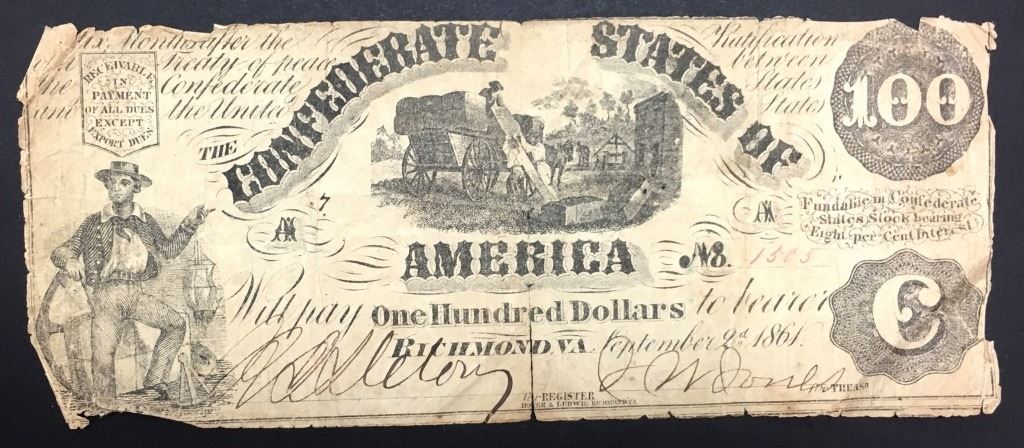 Six Months after the Ratification
Treaty of peace between
the Confederate States
and the United States
RECEIVABLE
IN
PAYMENT
OF ALL DUES
EXCEPT
EXPORT DUES
THE CONFEDERATE STATES OF
AMERICA
100
7
A
A
No. 1505
Fundable in Confederate
States Stock bearing
Eight per Cent Interest
C
Will pay One Hundred Dollars to bearer
RICHMOND, VA. September 2d 1861.
for REGISTER
for TREASR
HOYER & LUDWIG RICHMOND, VA.